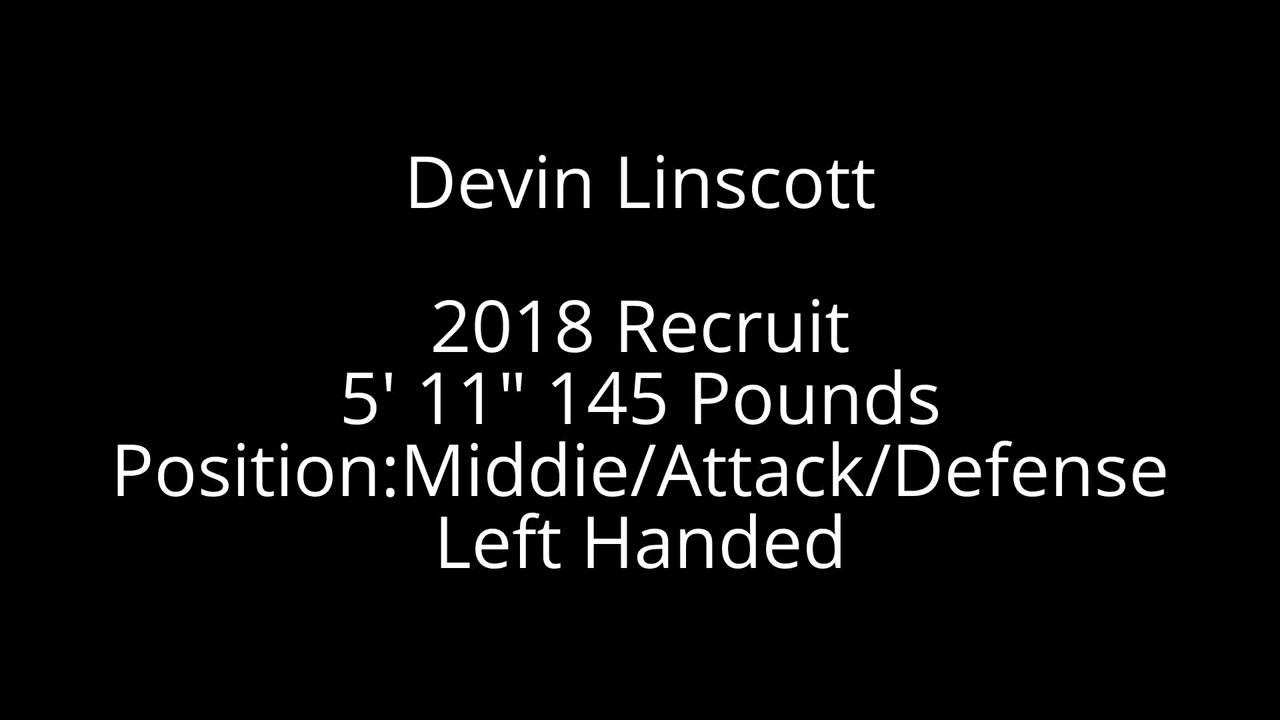 Devin Linscott
2018 Recruit
5' 11" 145 Pounds
Position:Middie/Attack/Defense
Left Handed